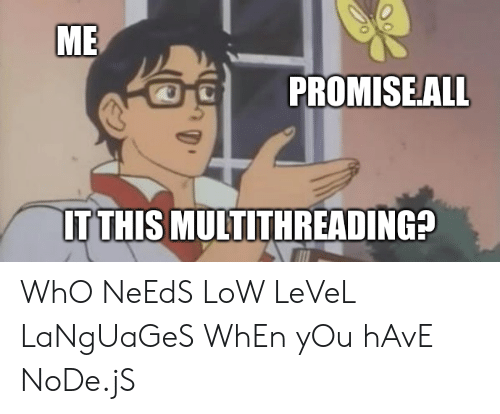 ME
PROMISE.ALL
IT THIS MULTITHREADING?
WhO NeEdS LoW LeVeL
LaNgUaGeS WhEn yOu hAvE
NoDe.jS